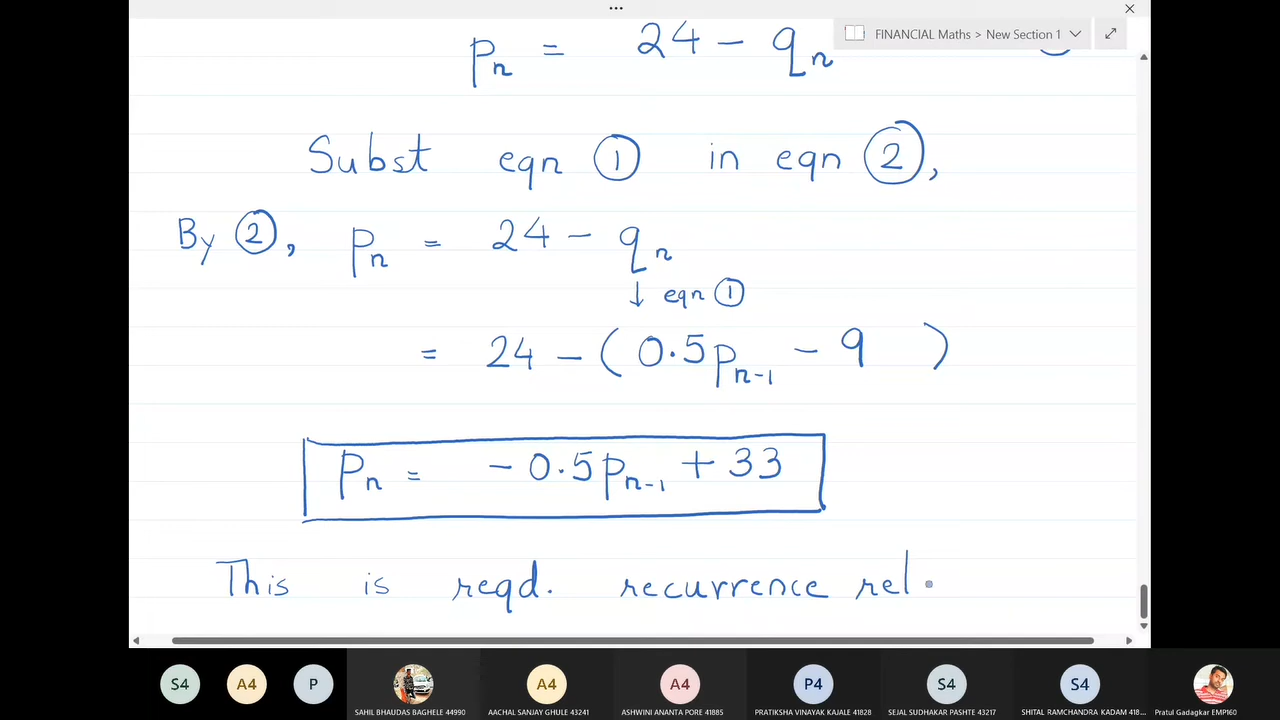 ...
FINANCIAL Maths > New Section 1
pn = 24 - qn
Subst eqn ① in eqn ②,
By ②, pn = 24 - qn
↓ eqn ①
= 24 - ( 0.5pn-1 - 9 )
pn = - 0.5pn-1 + 33
This is reqd. recurrence rel.
S4 A4 P A4 A4 P4 S4 S4
SAHIL BHAUDAS BAGHELE 44990 AACHAL SANJAY GHULE 43241 ASHWINI ANANTA PORE 41885 PRATIKSHA VINAYAK KAJALE 41828 SEJAL SUDHAKAR PASHTE 43217 SHITAL RAMCHANDRA KADAM 418... Pratul Gadagkar EMP160